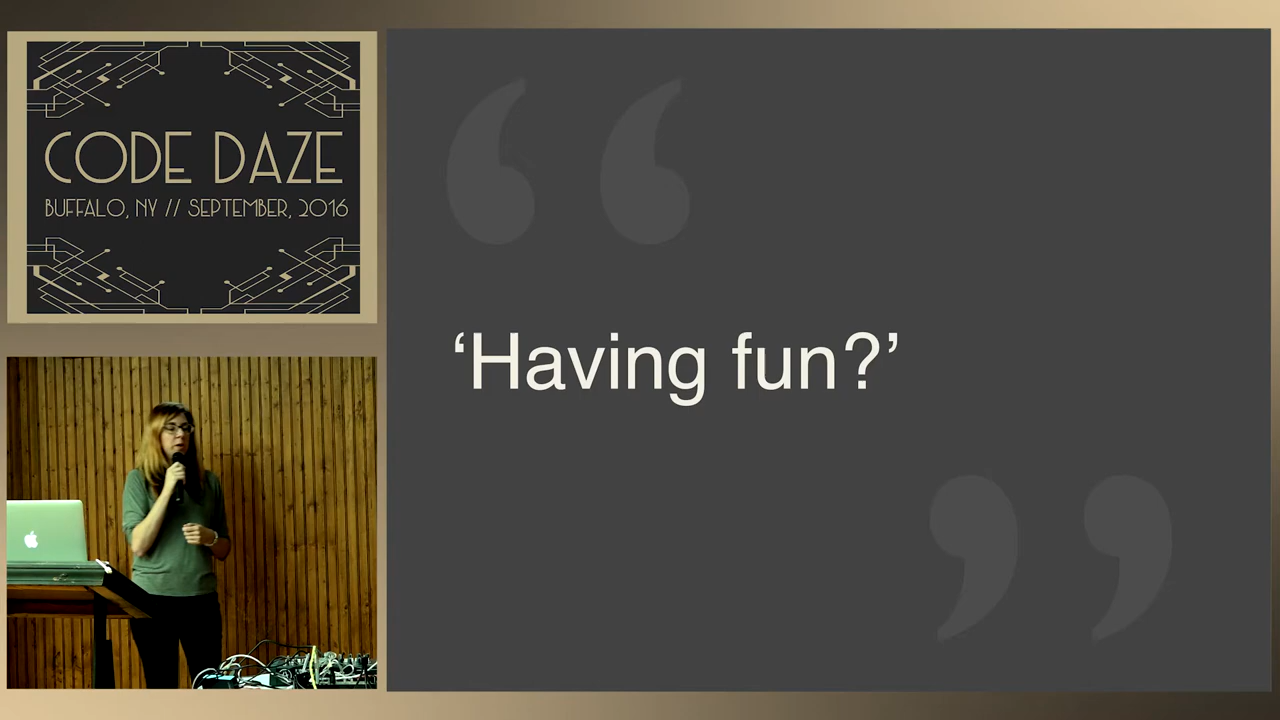 CODE DAZE
BUFFALO, NY // SEPTEMBER, 2016
‘Having fun?’